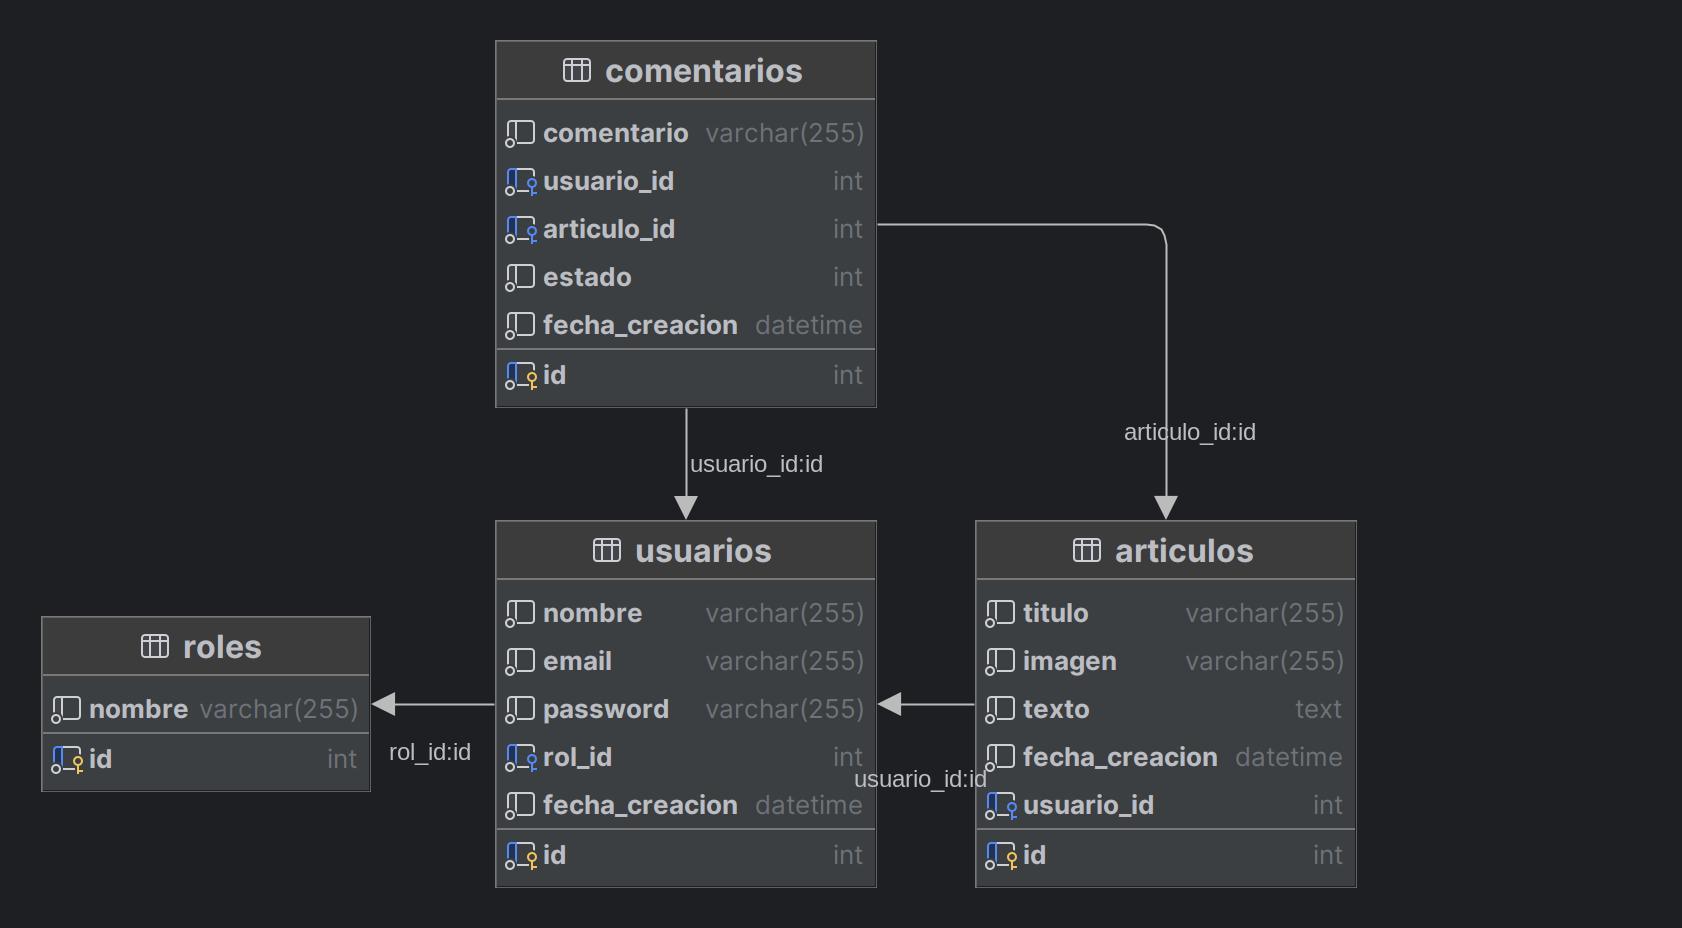 comentarios
comentario varchar(255)
usuario_id int
articulo_id int
estado int
fecha_creacion datetime
id int
articulo_id:id
usuario_id:id
usuarios
nombre varchar(255)
email varchar(255)
password varchar(255)
rol_id int
fecha_creacion datetime
id int
articulos
titulo varchar(255)
imagen varchar(255)
texto text
fecha_creacion datetime
usuario_id int
id int
roles
nombre varchar(255)
id int
rol_id:id
usuario_id:id